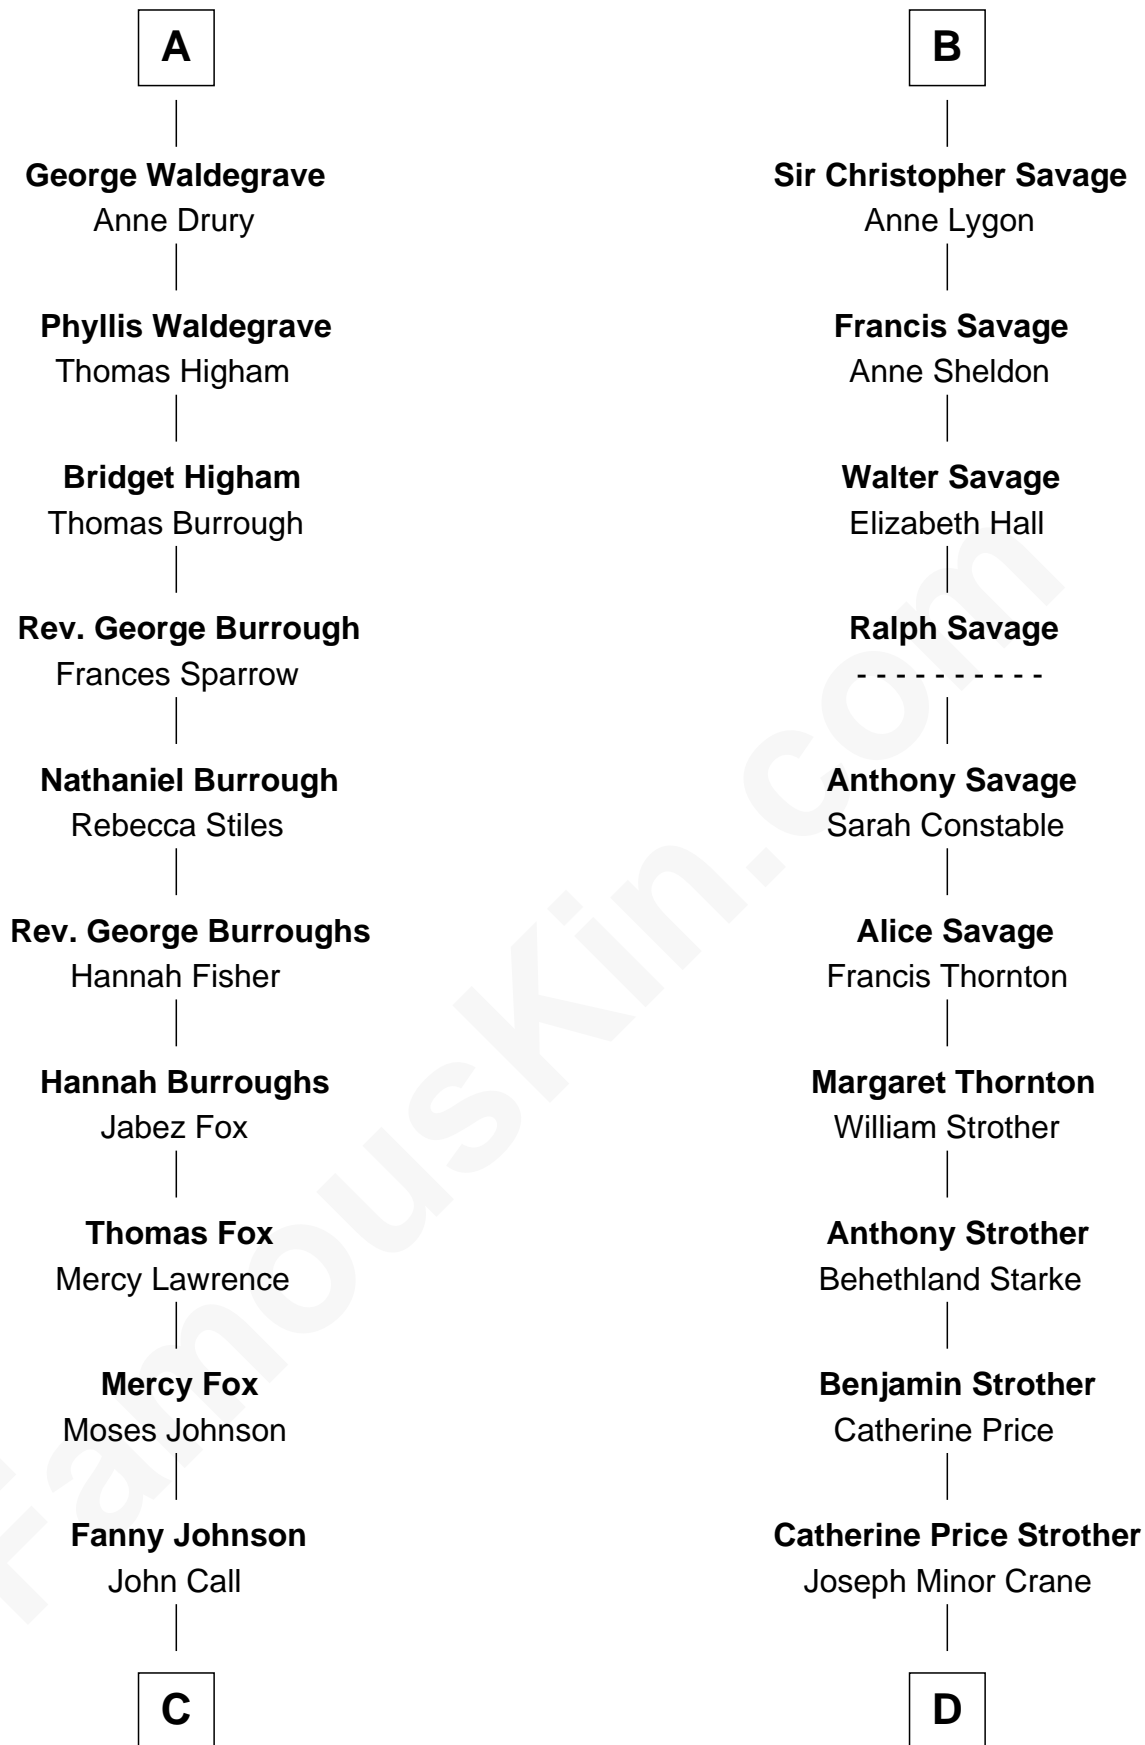 A
George Waldegrave
Anne Drury
Phyllis Waldegrave
Thomas Higham
Bridget Higham
Thomas Burrough
Rev. George Burrough
Frances Sparrow
Nathaniel Burrough
Rebecca Stiles
Rev. George Burroughs
Hannah Fisher
Hannah Burroughs
Jabez Fox
Thomas Fox
Mercy Lawrence
Mercy Fox
Moses Johnson
Fanny Johnson
John Call
C
B
Sir Christopher Savage
Anne Lygon
Francis Savage
Anne Sheldon
Walter Savage
Elizabeth Hall
Ralph Savage
- - - - - - - - - -
Anthony Savage
Sarah Constable
Alice Savage
Francis Thornton
Margaret Thornton
William Strother
Anthony Strother
Behethland Starke
Benjamin Strother
Catherine Price
Catherine Price Strother
Joseph Minor Crane
D
FamousKin.com